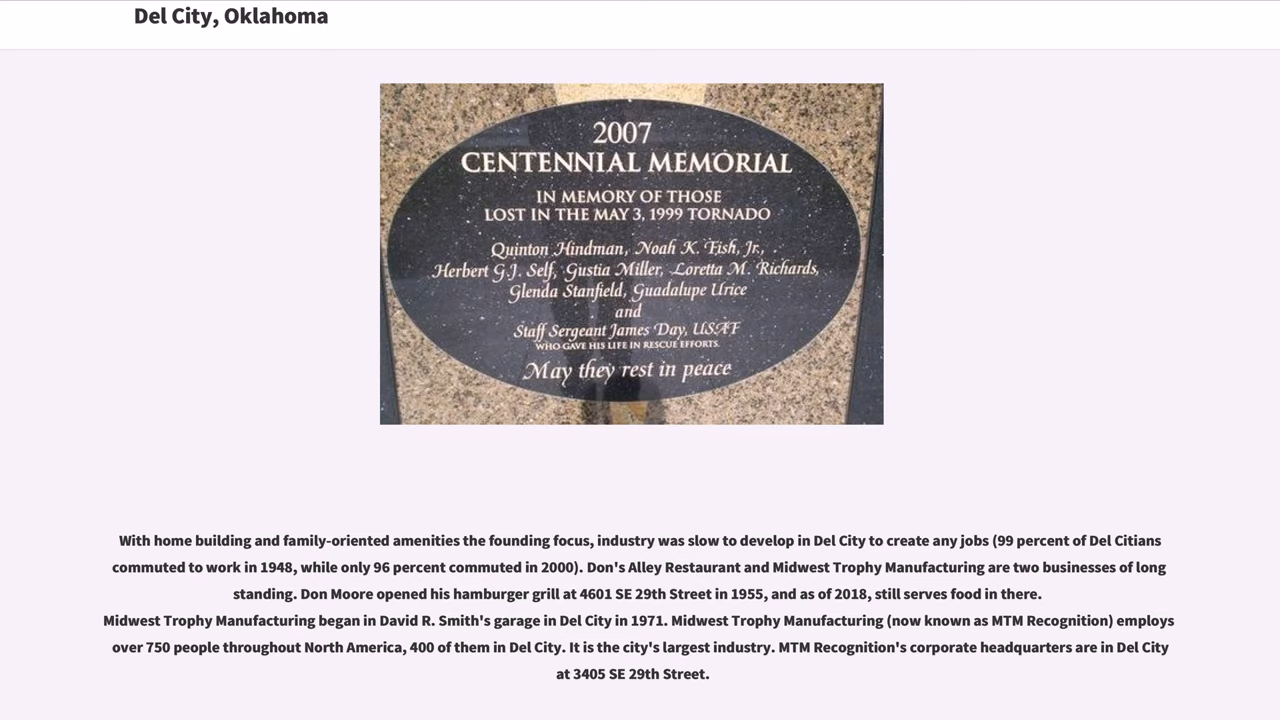 Del City, Oklahoma
2007
CENTENNIAL MEMORIAL
IN MEMORY OF THOSE
LOST IN THE MAY 3, 1999 TORNADO
Quinton Hindman, Noah K. Fish, Jr.,
Herbert G.J. Self, Gustia Miller, Loretta M. Richards,
Glenda Stanfield, Guadalupe Urice
and
Staff Sergeant James Day, USAF
WHO GAVE HIS LIFE IN RESCUE EFFORTS.
May they rest in peace
With home building and family-oriented amenities the founding focus, industry was slow to develop in Del City to create any jobs (99 percent of Del Citians
commuted to work in 1948, while only 96 percent commuted in 2000). Don's Alley Restaurant and Midwest Trophy Manufacturing are two businesses of long
standing. Don Moore opened his hamburger grill at 4601 SE 29th Street in 1955, and as of 2018, still serves food in there.
Midwest Trophy Manufacturing began in David R. Smith's garage in Del City in 1971. Midwest Trophy Manufacturing (now known as MTM Recognition) employs
over 750 people throughout North America, 400 of them in Del City. It is the city's largest industry. MTM Recognition's corporate headquarters are in Del City
at 3405 SE 29th Street.